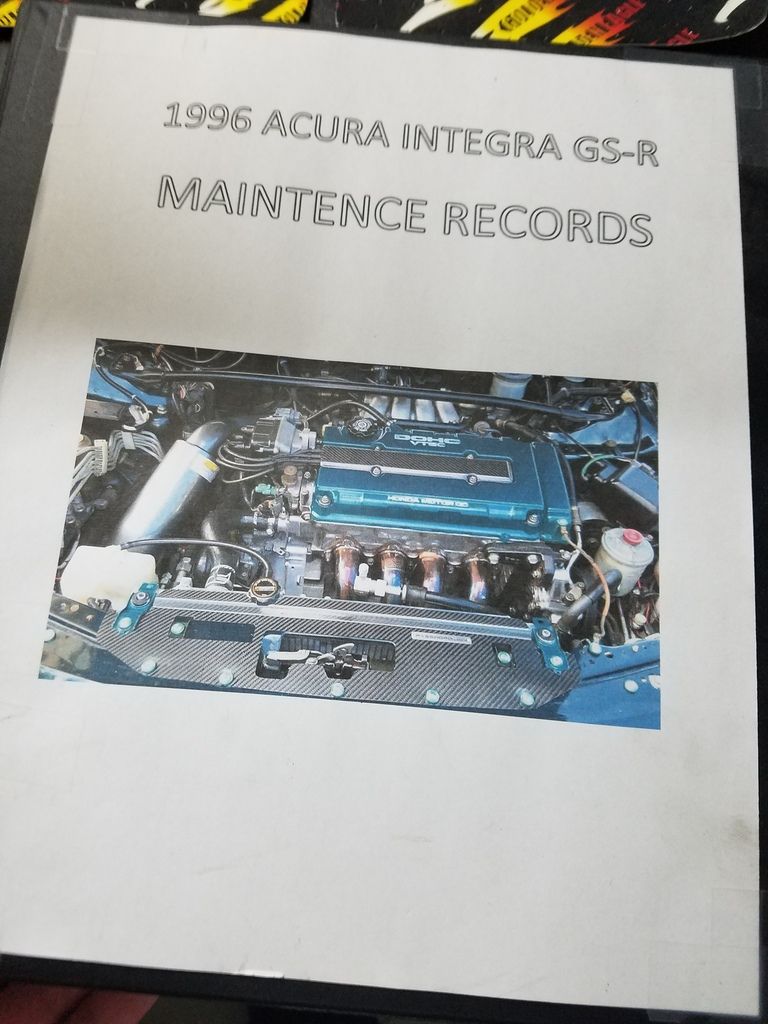 1996 ACURA INTEGRA GS-R
MAINTENCE RECORDS
DOHC
VTEC
HONDA MOTOR CO